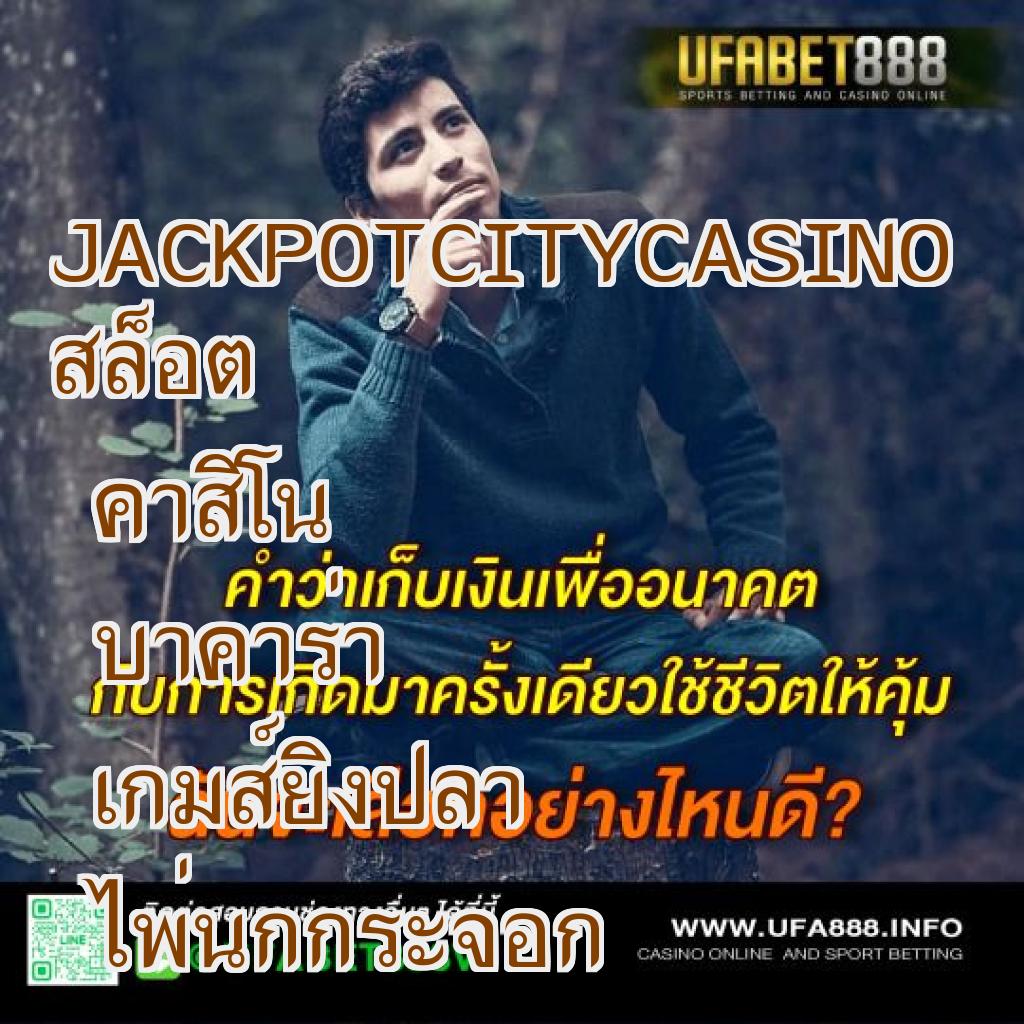 UFABET888
SPORTS BETTING AND CASINO ONLINE
JACKPOTCITYCASINO
สล็อต
คาสิโน
คำว่าเก็บเงินเพื่ออนาคต
บาคาร่า
กับการเกิดมาครั้งเดียวใช้ชีวิตให้คุ้ม
เกมส์ยิงปลา
อย่างไหนดี?
ไพ่นกกระจอก
LINE
WWW.UFA888.INFO
CASINO ONLINE AND SPORT BETTING